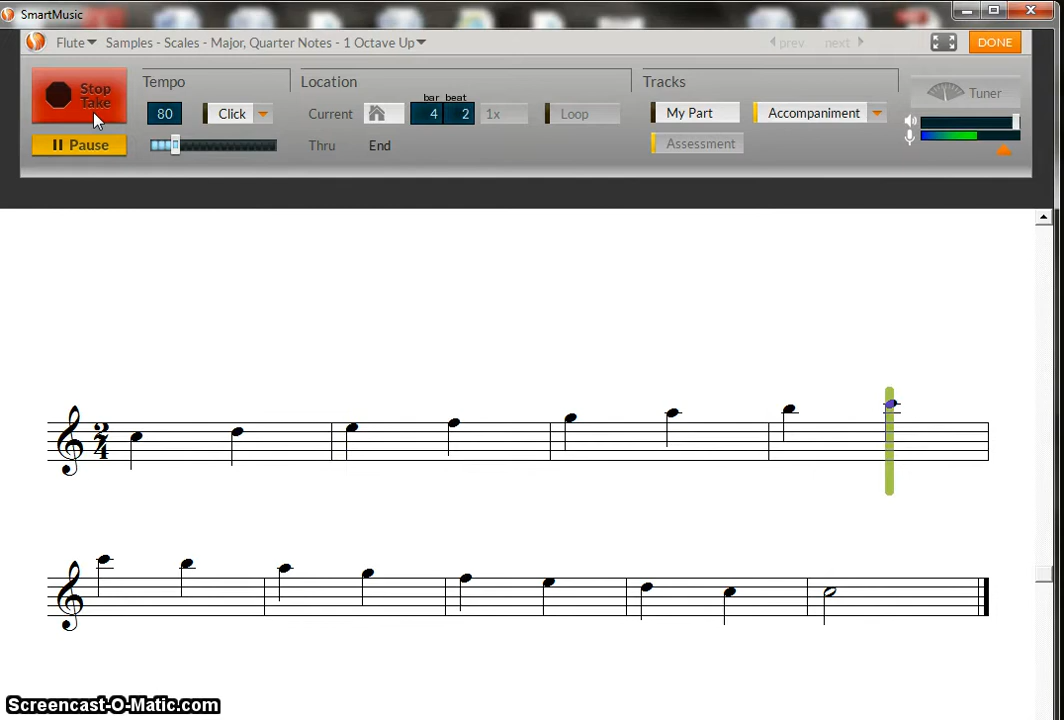 SmartMusic
Flute Samples - Scales - Major, Quarter Notes - 1 Octave Up prev next DONE
Stop Take
Pause
Tempo
80 Click
Location
bar beat
Current 4 2 1x Loop
Thru End
Tracks
My Part Accompaniment
Assessment
Tuner
2
4
Screencast-O-Matic.com